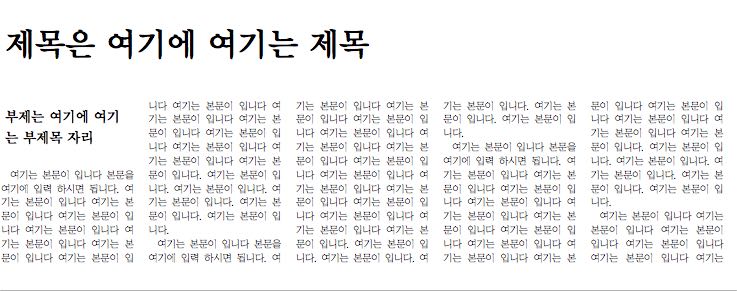 제목은 여기에 여기는 제목
부제는 여기에 여기
는 부제목 자리
여기는 본문이 입니다 본문을
여기에 입력 하시면 됩니다. 여
기는 본문이 입니다 여기는 본
문이 입니다 여기는 본문이 입
니다 여기는 본문이 입니다 여
기는 본문이 입니다 여기는 본
문이 입니다 여기는 본문이 입
니다 여기는 본문이 입니다 여
기는 본문이 입니다 여기는 본
문이 입니다 여기는 본문이 입
니다 여기는 본문이 입니다 여
기는 본문이 입니다 여기는 본
문이 입니다. 여기는 본문이 입
니다. 여기는 본문이 입니다. 여
기는 본문이 입니다. 여기는 본
문이 입니다. 여기는 본문이 입
니다.
여기는 본문이 입니다 본문을
여기에 입력 하시면 됩니다. 여
기는 본문이 입니다 여기는 본
문이 입니다 여기는 본문이 입
니다 여기는 본문이 입니다 여
기는 본문이 입니다 여기는 본
문이 입니다 여기는 본문이 입
니다 여기는 본문이 입니다 여
기는 본문이 입니다 여기는 본
문이 입니다 여기는 본문이 입
니다 여기는 본문이 입니다 여
기는 본문이 입니다 여기는 본
문이 입니다. 여기는 본문이 입
니다. 여기는 본문이 입니다. 여
기는 본문이 입니다. 여기는 본
문이 입니다. 여기는 본문이 입
니다.
여기는 본문이 입니다 본문을
여기에 입력 하시면 됩니다. 여
기는 본문이 입니다 여기는 본
문이 입니다 여기는 본문이 입
니다 여기는 본문이 입니다 여
기는 본문이 입니다 여기는 본
문이 입니다 여기는 본문이 입
니다 여기는 본문이 입니다 여
기는 본문이 입니다 여기는 본
문이 입니다 여기는 본문이 입
니다 여기는 본문이 입니다 여
기는 본문이 입니다 여기는 본
문이 입니다. 여기는 본문이 입
니다. 여기는 본문이 입니다. 여
기는 본문이 입니다. 여기는 본
문이 입니다. 여기는 본문이 입
니다.
여기는 본문이 입니다 여기는
본문이 입니다 여기는 본문이
입니다 여기는 본문이 입니다
여기는 본문이 입니다 여기는